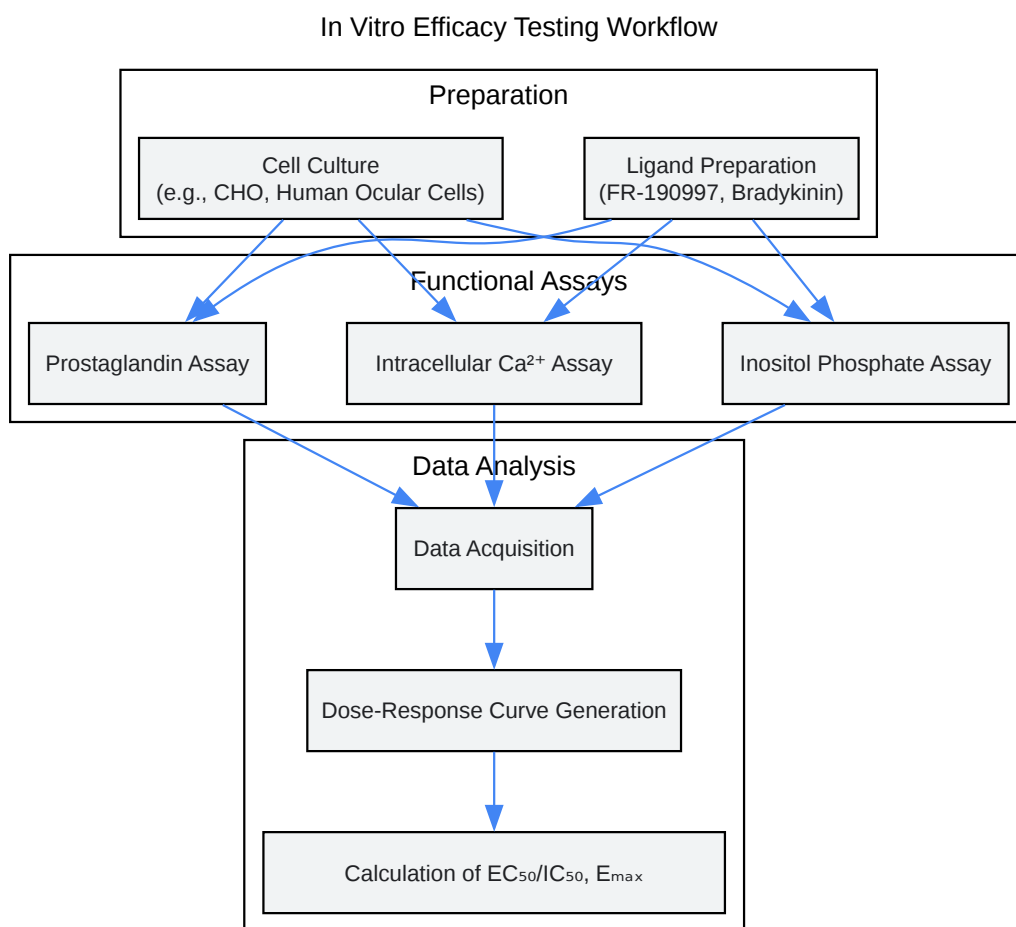 In Vitro Efficacy Testing Workflow
Preparation
Cell Culture
(e.g., CHO, Human Ocular Cells)
Ligand Preparation
(FR-190997, Bradykinin)
Functional Assays
Prostaglandin Assay
Intracellular Ca²⁺ Assay
Inositol Phosphate Assay
Data Analysis
Data Acquisition
Dose-Response Curve Generation
Calculation of EC₅₀/IC₅₀, Eₘₐₓ